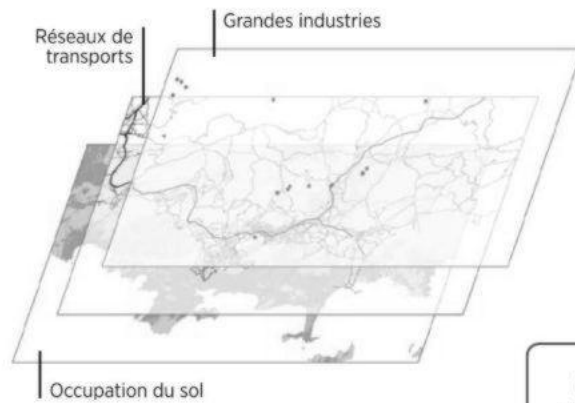 Grandes industries
Réseaux de
transports
Occupation du sol